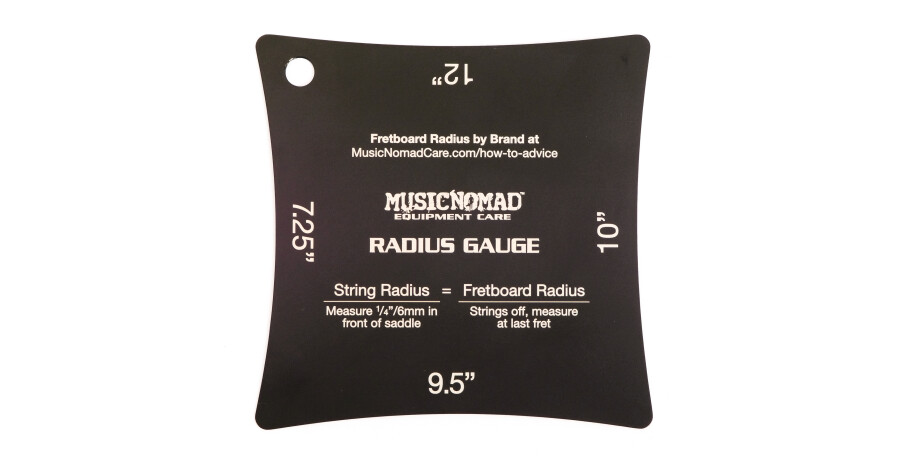 12”
Fretboard Radius by Brand at
MusicNomadCare.com/how-to-advice
MUSICNOMAD™
EQUIPMENT CARE
7.25”
RADIUS GAUGE
10”
String Radius = Fretboard Radius
Measure ¼”/6mm in Strings off, measure
front of saddle at last fret
9.5”